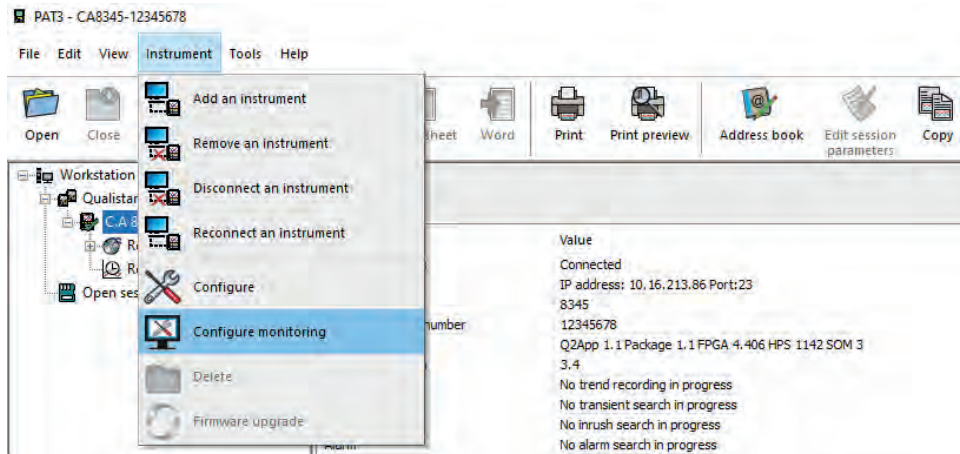 PAT3 - CA8345-12345678
File Edit View Instrument Tools Help
Open Close Word Print Print preview Address book Edit session parameters Copy
Add an instrument
Remove an instrument
Disconnect an instrument
Reconnect an instrument
Configure
Configure monitoring
Delete
Firmware upgrade
Workstation
Qualistar
C.A 8
Open ses
Value
Connected
IP address: 10.16.213.86 Port:23
8345
number 12345678
Q2App 1.1 Package 1.1 FPGA 4.406 HPS 1142 SOM 3
3.4
No trend recording in progress
No transient search in progress
No inrush search in progress
Alarm No alarm search in progress